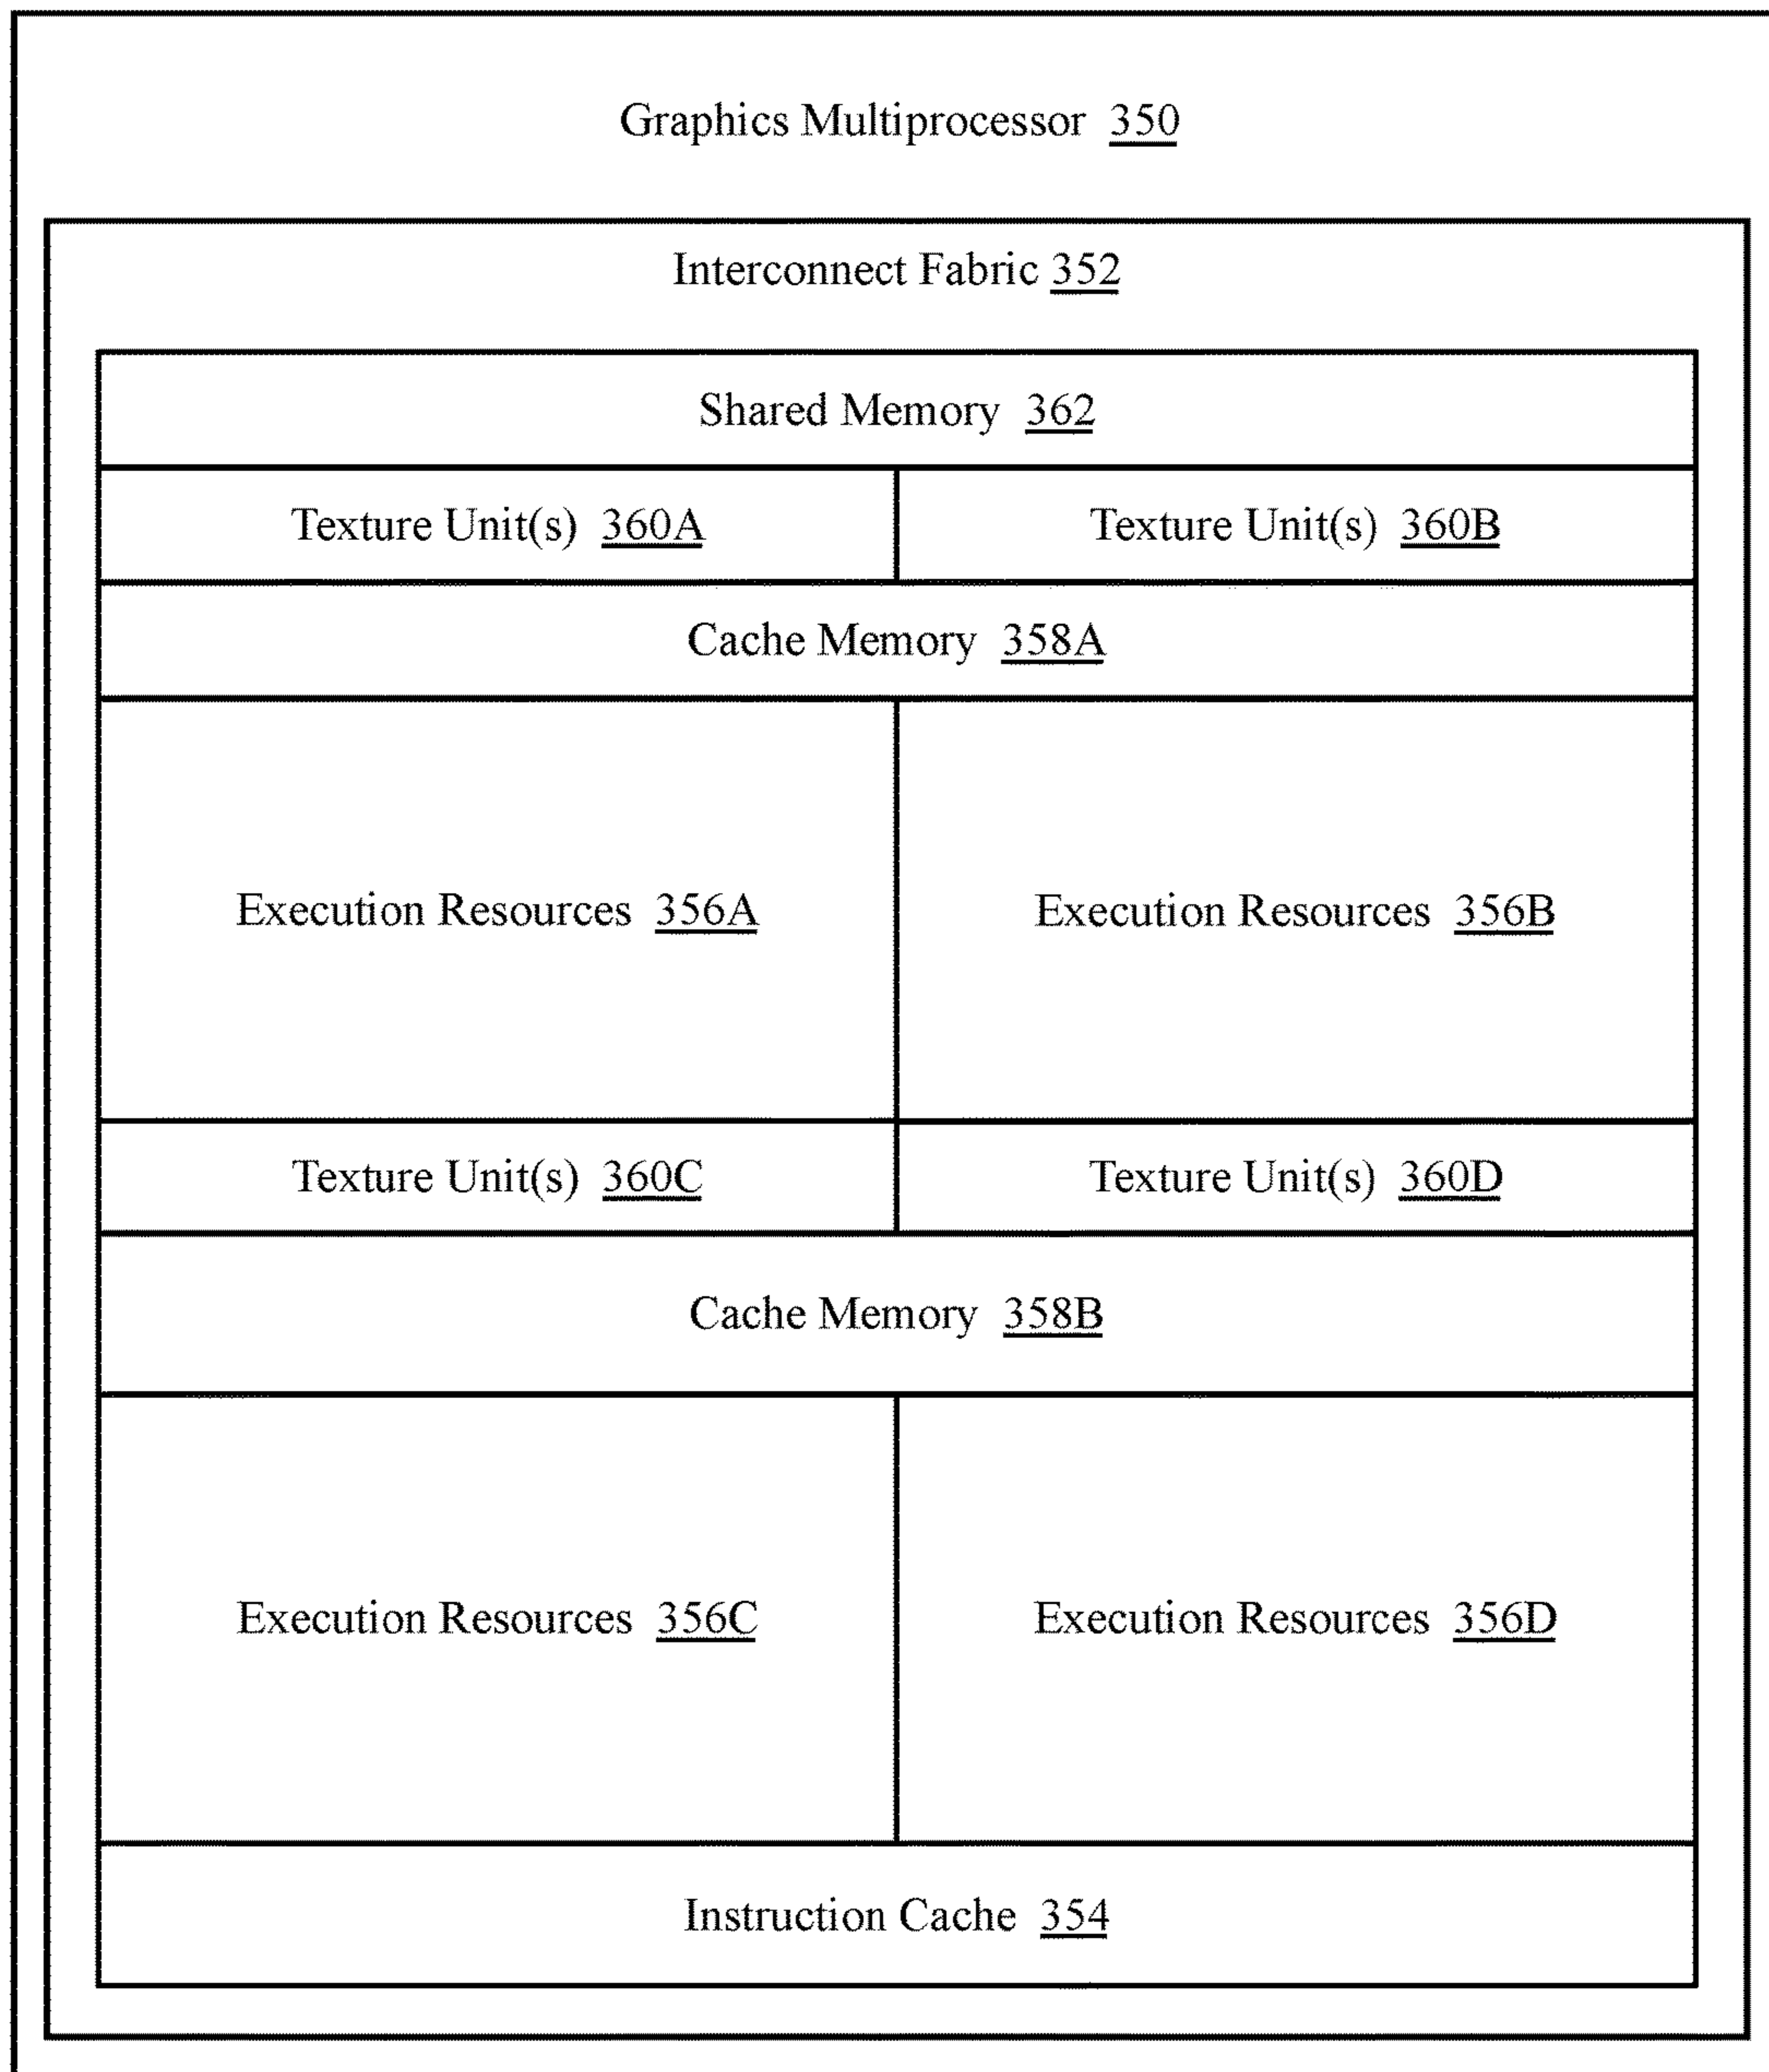 Graphics Multiprocessor 350
Interconnect Fabric 352
Shared Memory 362
Texture Unit(s) 360A
Texture Unit(s) 360B
Cache Memory 358A
Execution Resources 356A
Execution Resources 356B
Texture Unit(s) 360C
Texture Unit(s) 360D
Cache Memory 358B
Execution Resources 356C
Execution Resources 356D
Instruction Cache 354